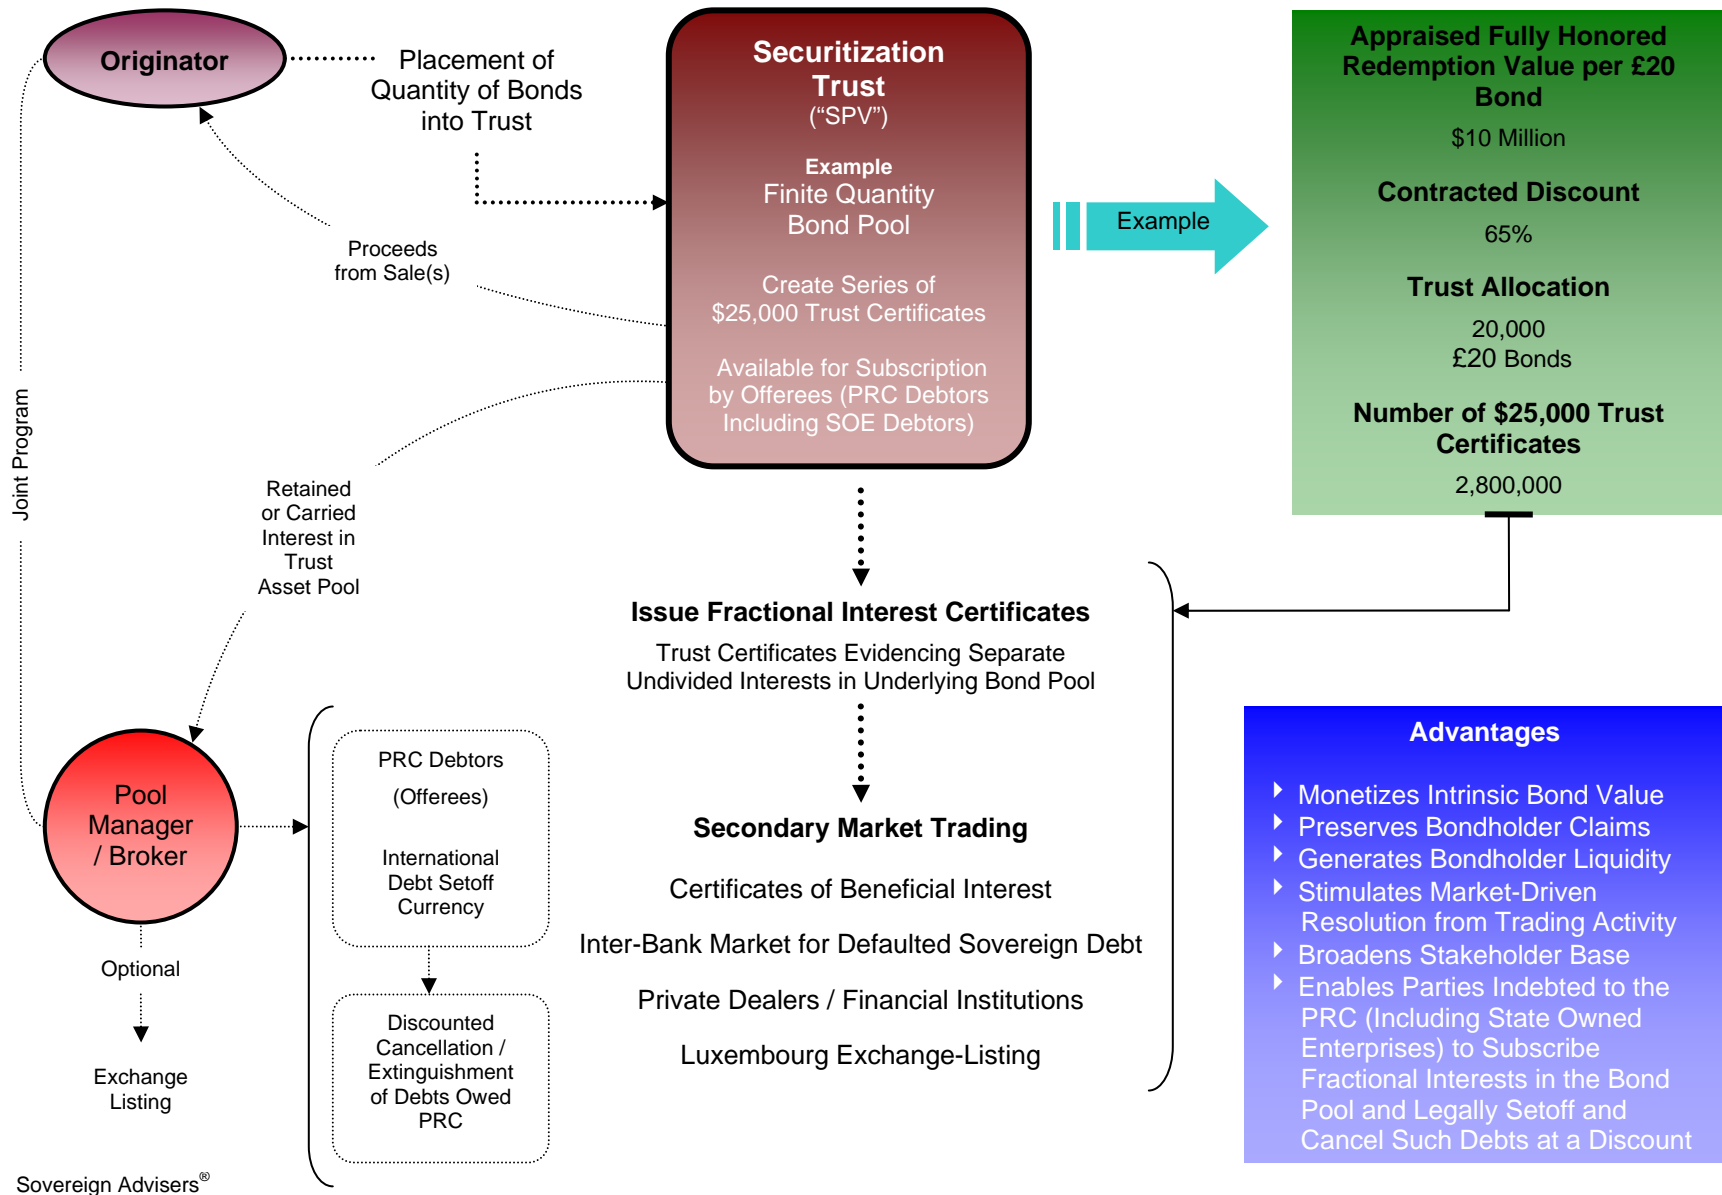 Originator
Placement of
Quantity of Bonds
into Trust
Securitization
Trust
(“SPV”)
Example
Finite Quantity
Bond Pool
Create Series of
$25,000 Trust Certificates
Available for Subscription
by Offerees (PRC Debtors
Including SOE Debtors)
Example
Appraised Fully Honored
Redemption Value per £20
Bond
$10 Million
Contracted Discount
65%
Trust Allocation
20,000
£20 Bonds
Number of $25,000 Trust
Certificates
2,800,000
Proceeds
from Sale(s)
Joint Program
Retained
or Carried
Interest in
Trust
Asset Pool
Issue Fractional Interest Certificates
Trust Certificates Evidencing Separate
Undivided Interests in Underlying Bond Pool
Secondary Market Trading
Certificates of Beneficial Interest
Inter-Bank Market for Defaulted Sovereign Debt
Private Dealers / Financial Institutions
Luxembourg Exchange-Listing
Pool
Manager
/ Broker
Optional
Exchange
Listing
PRC Debtors
(Offerees)
International
Debt Setoff
Currency
Discounted
Cancellation /
Extinguishment
of Debts Owed
PRC
Advantages
Monetizes Intrinsic Bond Value
Preserves Bondholder Claims
Generates Bondholder Liquidity
Stimulates Market-Driven
Resolution from Trading Activity
Broadens Stakeholder Base
Enables Parties Indebted to the
PRC (Including State Owned
Enterprises) to Subscribe
Fractional Interests in the Bond
Pool and Legally Setoff and
Cancel Such Debts at a Discount
Sovereign Advisers®